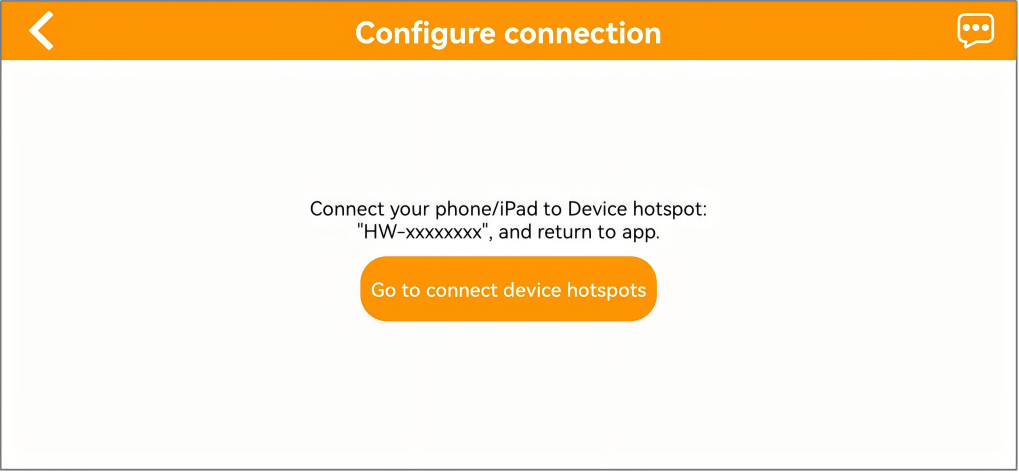 Configure connection
Connect your phone/iPad to Device hotspot:
"HW-xxxxxxxx", and return to app.
Go to connect device hotspots